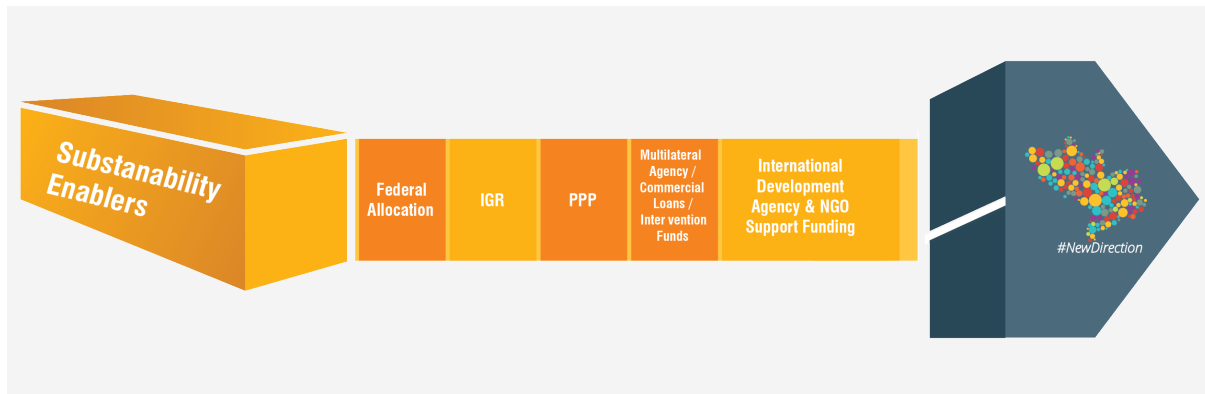 Substanability
Enablers
Federal
Allocation
IGR
PPP
Multilateral
Agency /
Commercial
Loans /
Inter vention
Funds
International
Development
Agency & NGO
Support Funding
#NewDirection